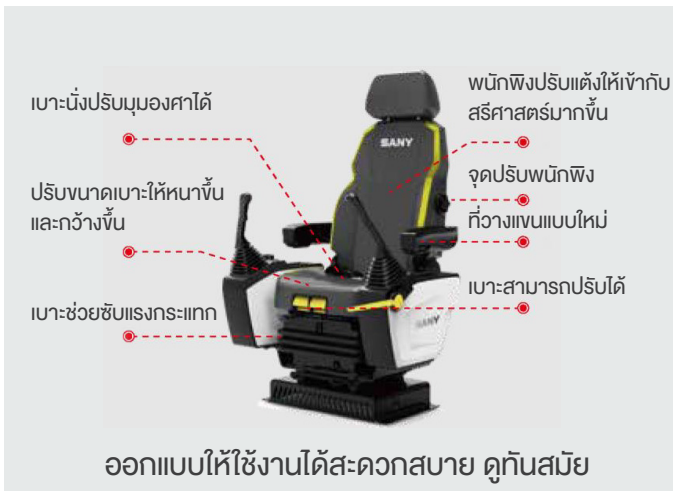 เบาะนั่งปรับมุมองศาได้
ปรับขนาดเบาะให้หนาขึ้น
และกว้างขึ้น
เบาะช่วยซับแรงกระแทก
พนักพิงปรับแต้งให้เข้ากับ
สรีศาสตร์มากขึ้น
จุดปรับพนักพิง
ที่วางแขนแบบใหม่
เบาะสามารถปรับได้
SANY
SANY
ออกแบบให้ใช้งานได้สะดวกสบาย ดูทันสมัย